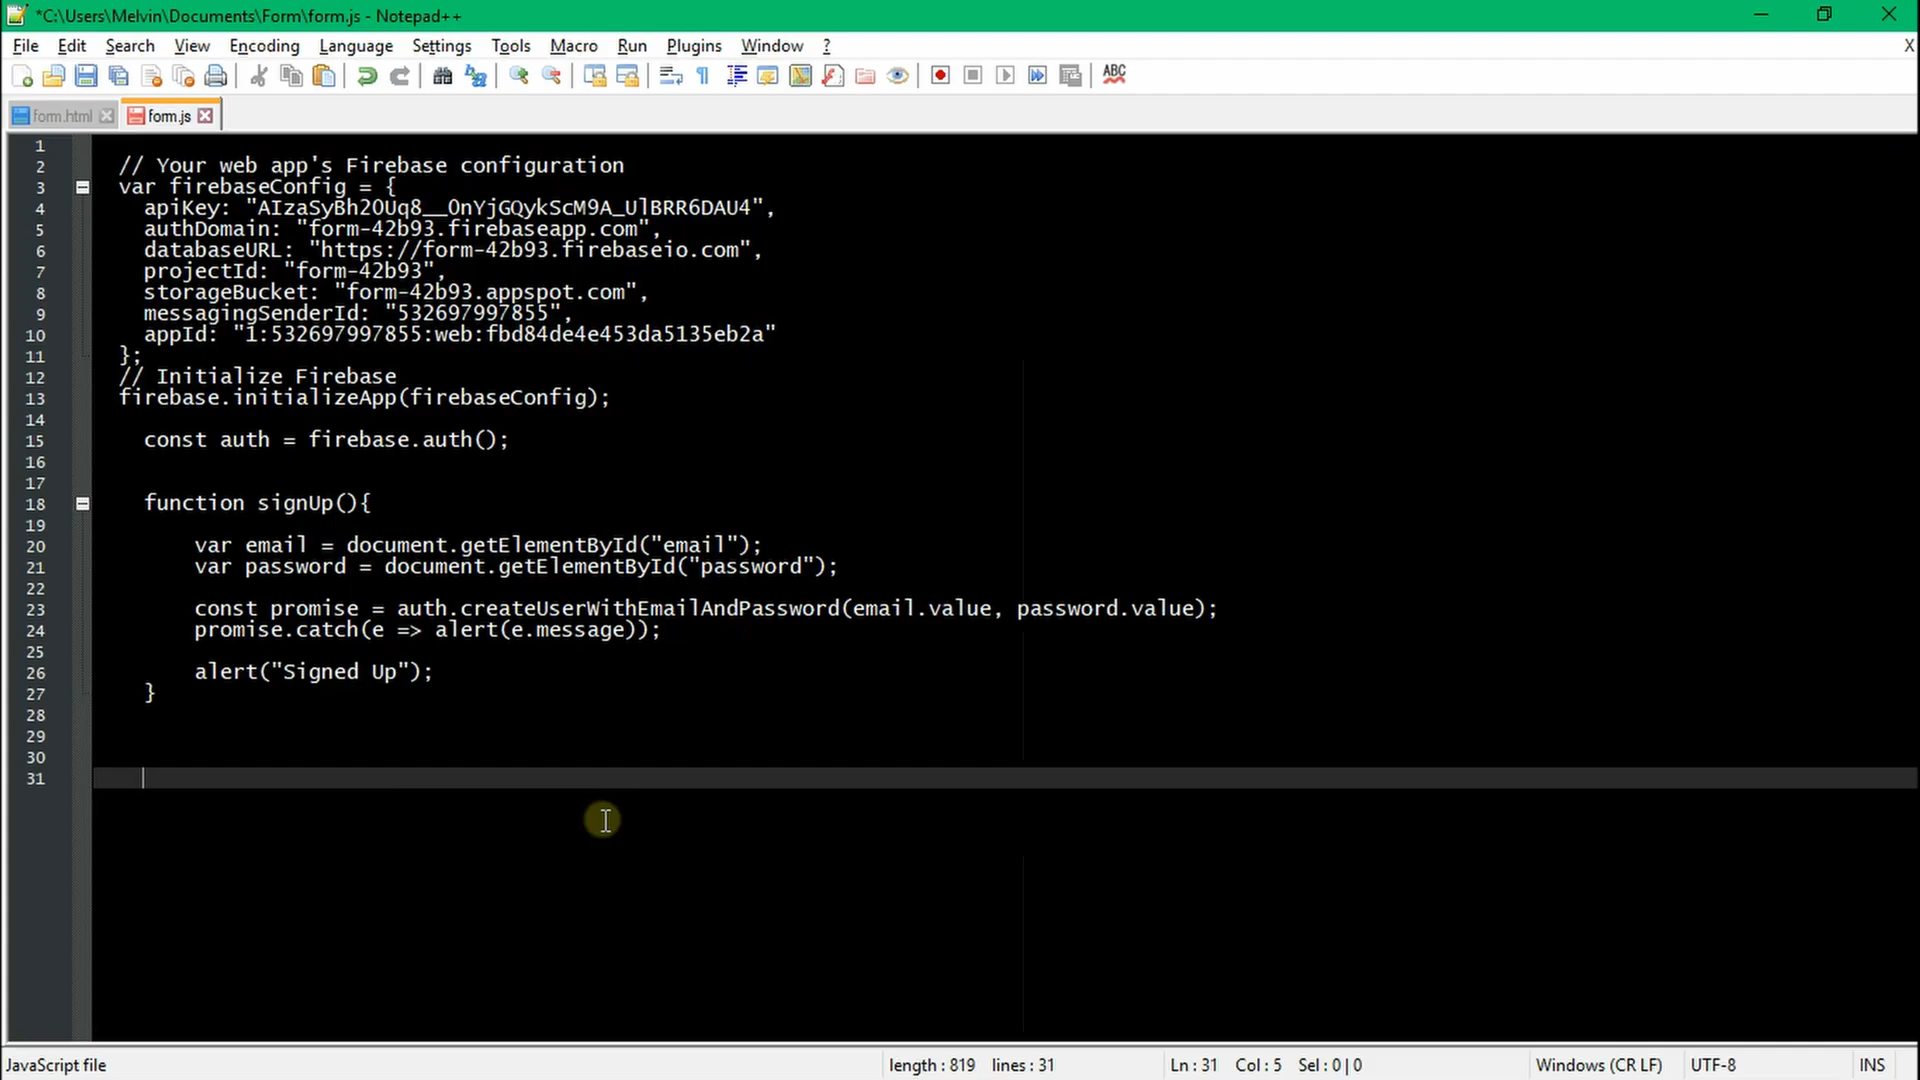 *C:\Users\Melvin\Documents\Form\form.js - Notepad++
File Edit Search View Encoding Language Settings Tools Macro Run Plugins Window ? X
ABC
form.html form.js
1
2 // Your web app's Firebase configuration
3 var firebaseConfig = {
4 apiKey: "AIzaSyBh2OUq8__OnYjGQykScM9A_UlBRR6DAU4",
5 authDomain: "form-42b93.firebaseapp.com",
6 databaseURL: "https://form-42b93.firebaseio.com",
7 projectId: "form-42b93",
8 storageBucket: "form-42b93.appspot.com",
9 messagingSenderId: "532697997855",
10 appId: "1:532697997855:web:fbd84de4e453da5135eb2a"
11 };
12 // Initialize Firebase
13 firebase.initializeApp(firebaseConfig);
14
15 const auth = firebase.auth();
16
17
18 function signUp(){
19
20 var email = document.getElementById("email");
21 var password = document.getElementById("password");
22
23 const promise = auth.createUserWithEmailAndPassword(email.value, password.value);
24 promise.catch(e => alert(e.message));
25
26 alert("Signed Up");
27 }
28
29
30
31
JavaScript file length : 819 lines : 31 Ln : 31 Col : 5 Sel : 0 | 0 Windows (CR LF) UTF-8 INS